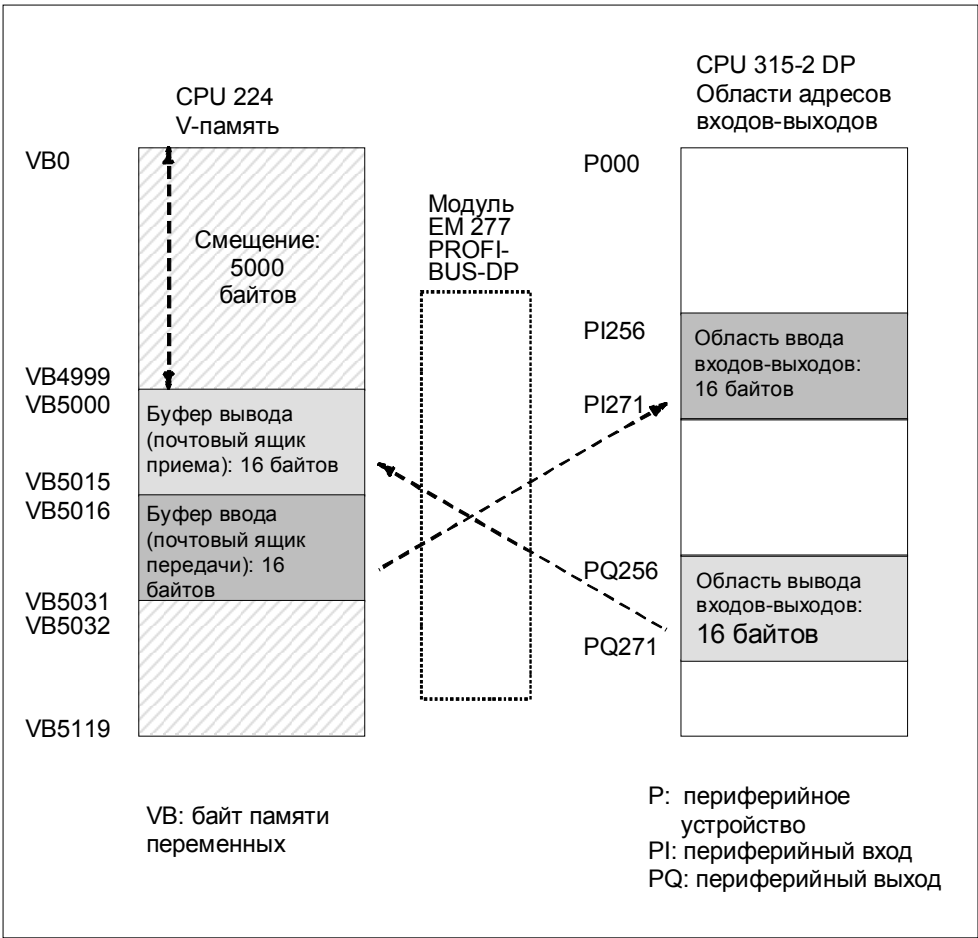 CPU 224
V-память
VB0
Смещение:
5000
байтов
VB4999
VB5000
Буфер вывода
(почтовый ящик
приема): 16 байтов
VB5015
VB5016
Буфер ввода
(почтовый ящик
передачи): 16
байтов
VB5031
VB5032
VB5119
VB: байт памяти
переменных
Модуль
EM 277
PROFI-
BUS-DP
CPU 315-2 DP
Области адресов
входов-выходов
P000
PI256
Область ввода
входов-выходов:
16 байтов
PI271
PQ256
Область вывода
входов-выходов:
16 байтов
PQ271
P: периферийное
устройство
PI: периферийный вход
PQ: периферийный выход